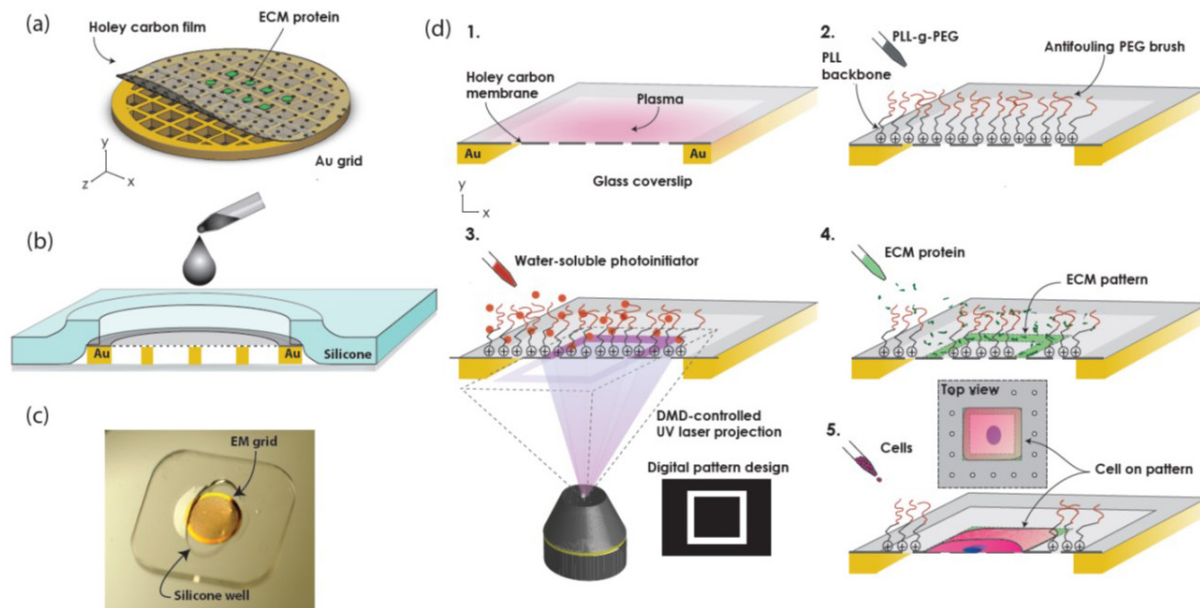 (a)
ECM protein
Holey carbon film
y
z
x
Au grid
(b)
Au
Au
Silicone
(c)
EM grid
Silicone well
(d)
1.
Holey carbon
membrane
Plasma
Au
Au
Glass coverslip
y
x
2.
PLL-g-PEG
PLL
backbone
Antifouling PEG brush
3.
Water-soluble photoinitiator
DMD-controlled
UV laser projection
Digital pattern design
4.
ECM protein
ECM pattern
Top view
5.
Cells
Cell on pattern